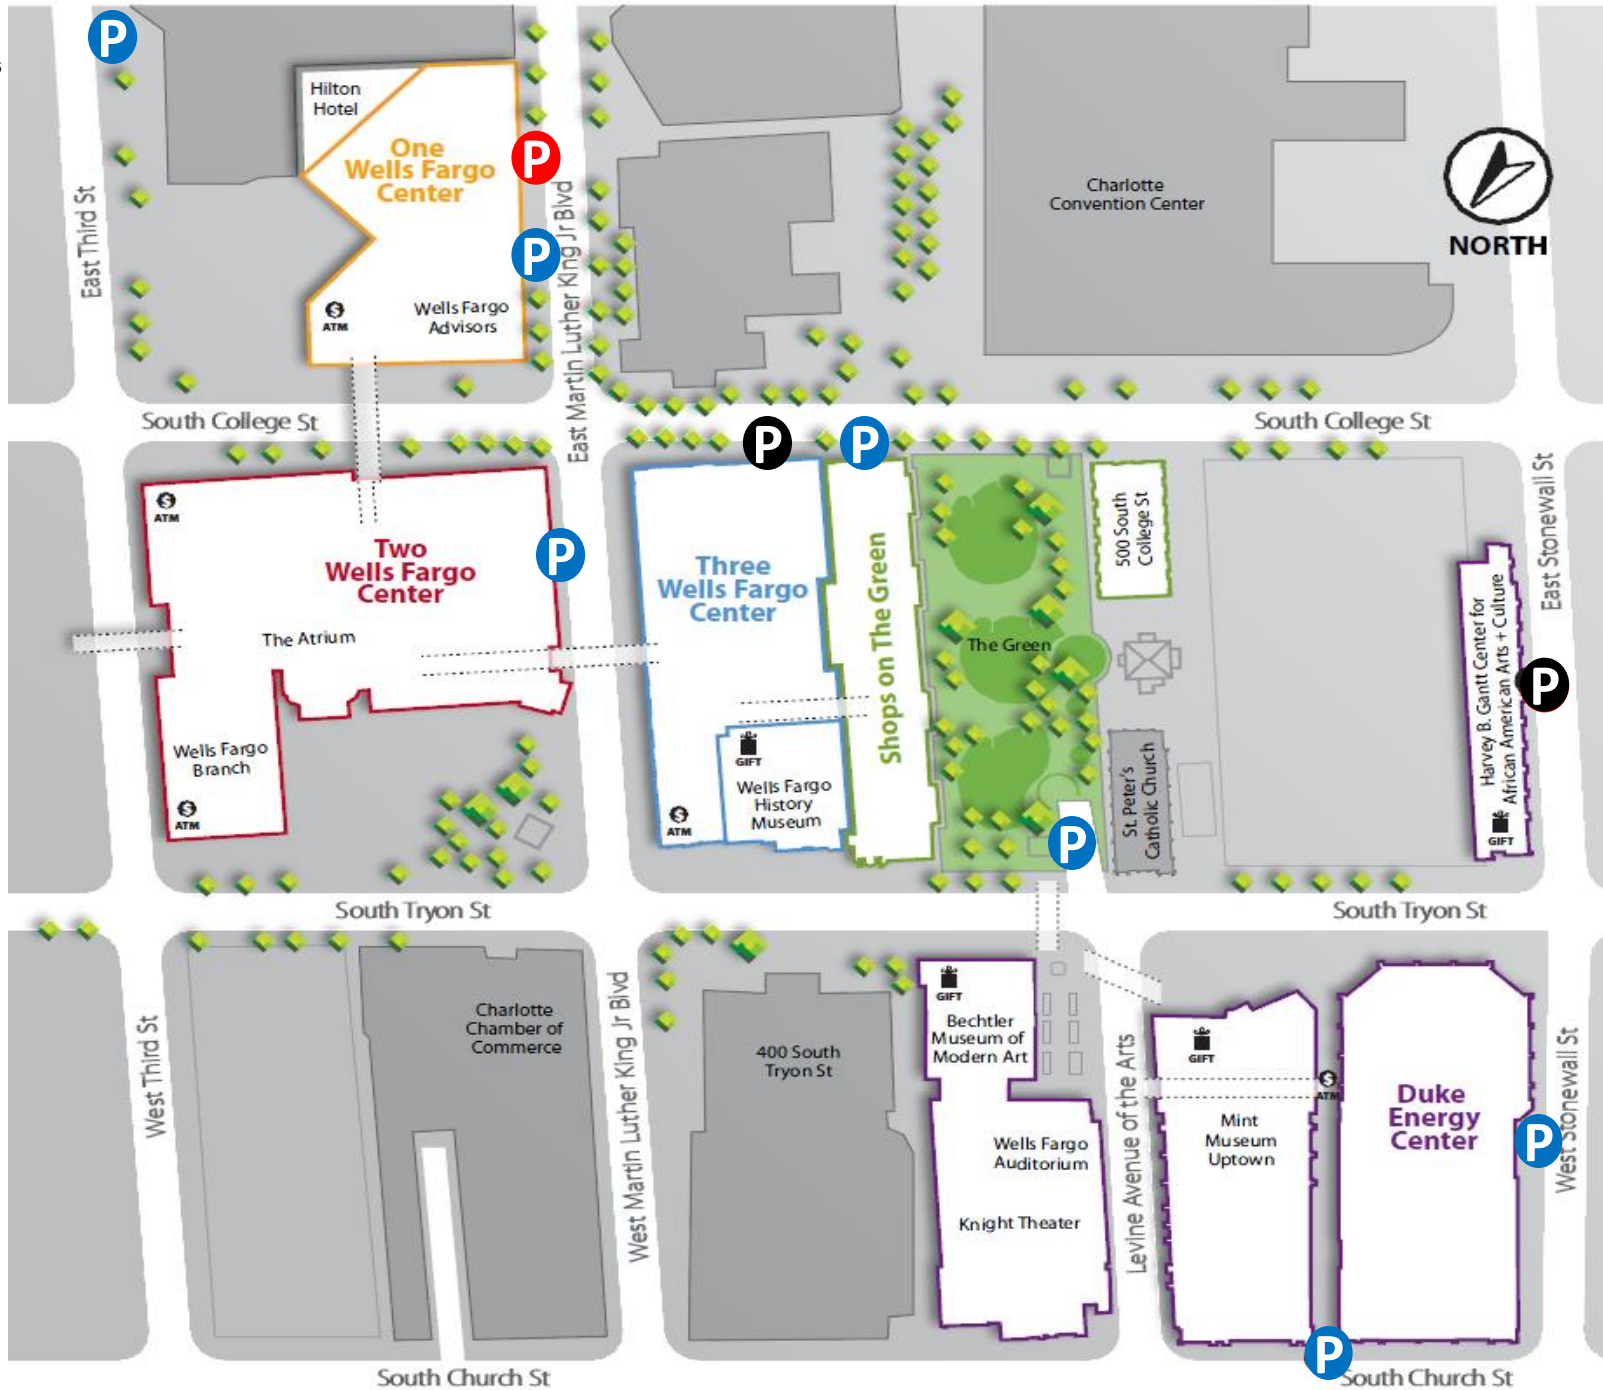 P
Hilton
Hotel
One
Wells Fargo
Center
P
Charlotte
Convention Center
NORTH
East Third St
P
East Martin Luther King Jr Blvd
$
ATM
Wells Fargo
Advisors
South College St
South College St
P
P
$
ATM
Two
Wells Fargo
Center
P
The Atrium
Three
Wells Fargo
Center
Shops on The Green
The Green
500 South
College St
East Stonewall St
Harvey B. Gantt Center for
African American Arts + Culture
P
GIFT
Wells Fargo
Branch
$
ATM
GIFT
Wells Fargo
History
Museum
$
ATM
St. Peter's
Catholic Church
P
South Tryon St
South Tryon St
West Third St
Charlotte
Chamber of
Commerce
West Martin Luther King Jr Blvd
400 South
Tryon St
GIFT
Bechtler
Museum of
Modern Art
Wells Fargo
Auditorium
Knight Theater
Levine Avenue of the Arts
GIFT
Mint
Museum
Uptown
$
ATM
Duke
Energy
Center
P
West Stonewall St
P
South Church St
South Church St